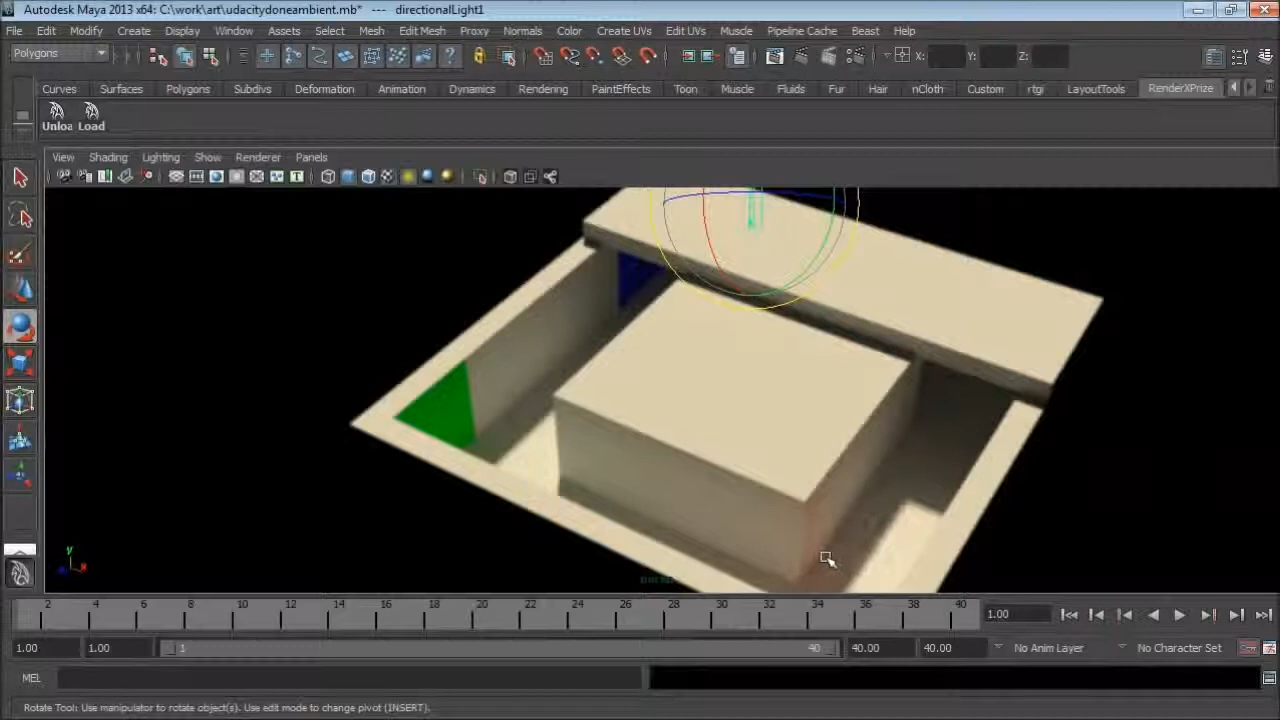 Autodesk Maya 2013 x64: C:\work\art\udacitydoneambient.mb* --- directionalLight1
File Edit Modify Create Display Window Assets Select Mesh Edit Mesh Proxy Normals Color Create UVs Edit UVs Muscle Pipeline Cache Beast Help
Polygons X: Y: Z:
Curves Surfaces Polygons Subdivs Deformation Animation Dynamics Rendering PaintEffects Toon Muscle Fluids Fur Hair nCloth Custom rtgi LayoutTools RenderXPrize
Unloa Load
View Shading Lighting Show Renderer Panels
T
y
x
2 4 6 8 10 12 14 16 18 20 22 24 26 28 30 32 34 36 38 40 1.00
1.00 1.00 1 40 40.00 40.00 No Anim Layer No Character Set
MEL
Rotate Tool: Use manipulator to rotate object(s). Use edit mode to change pivot (INSERT).